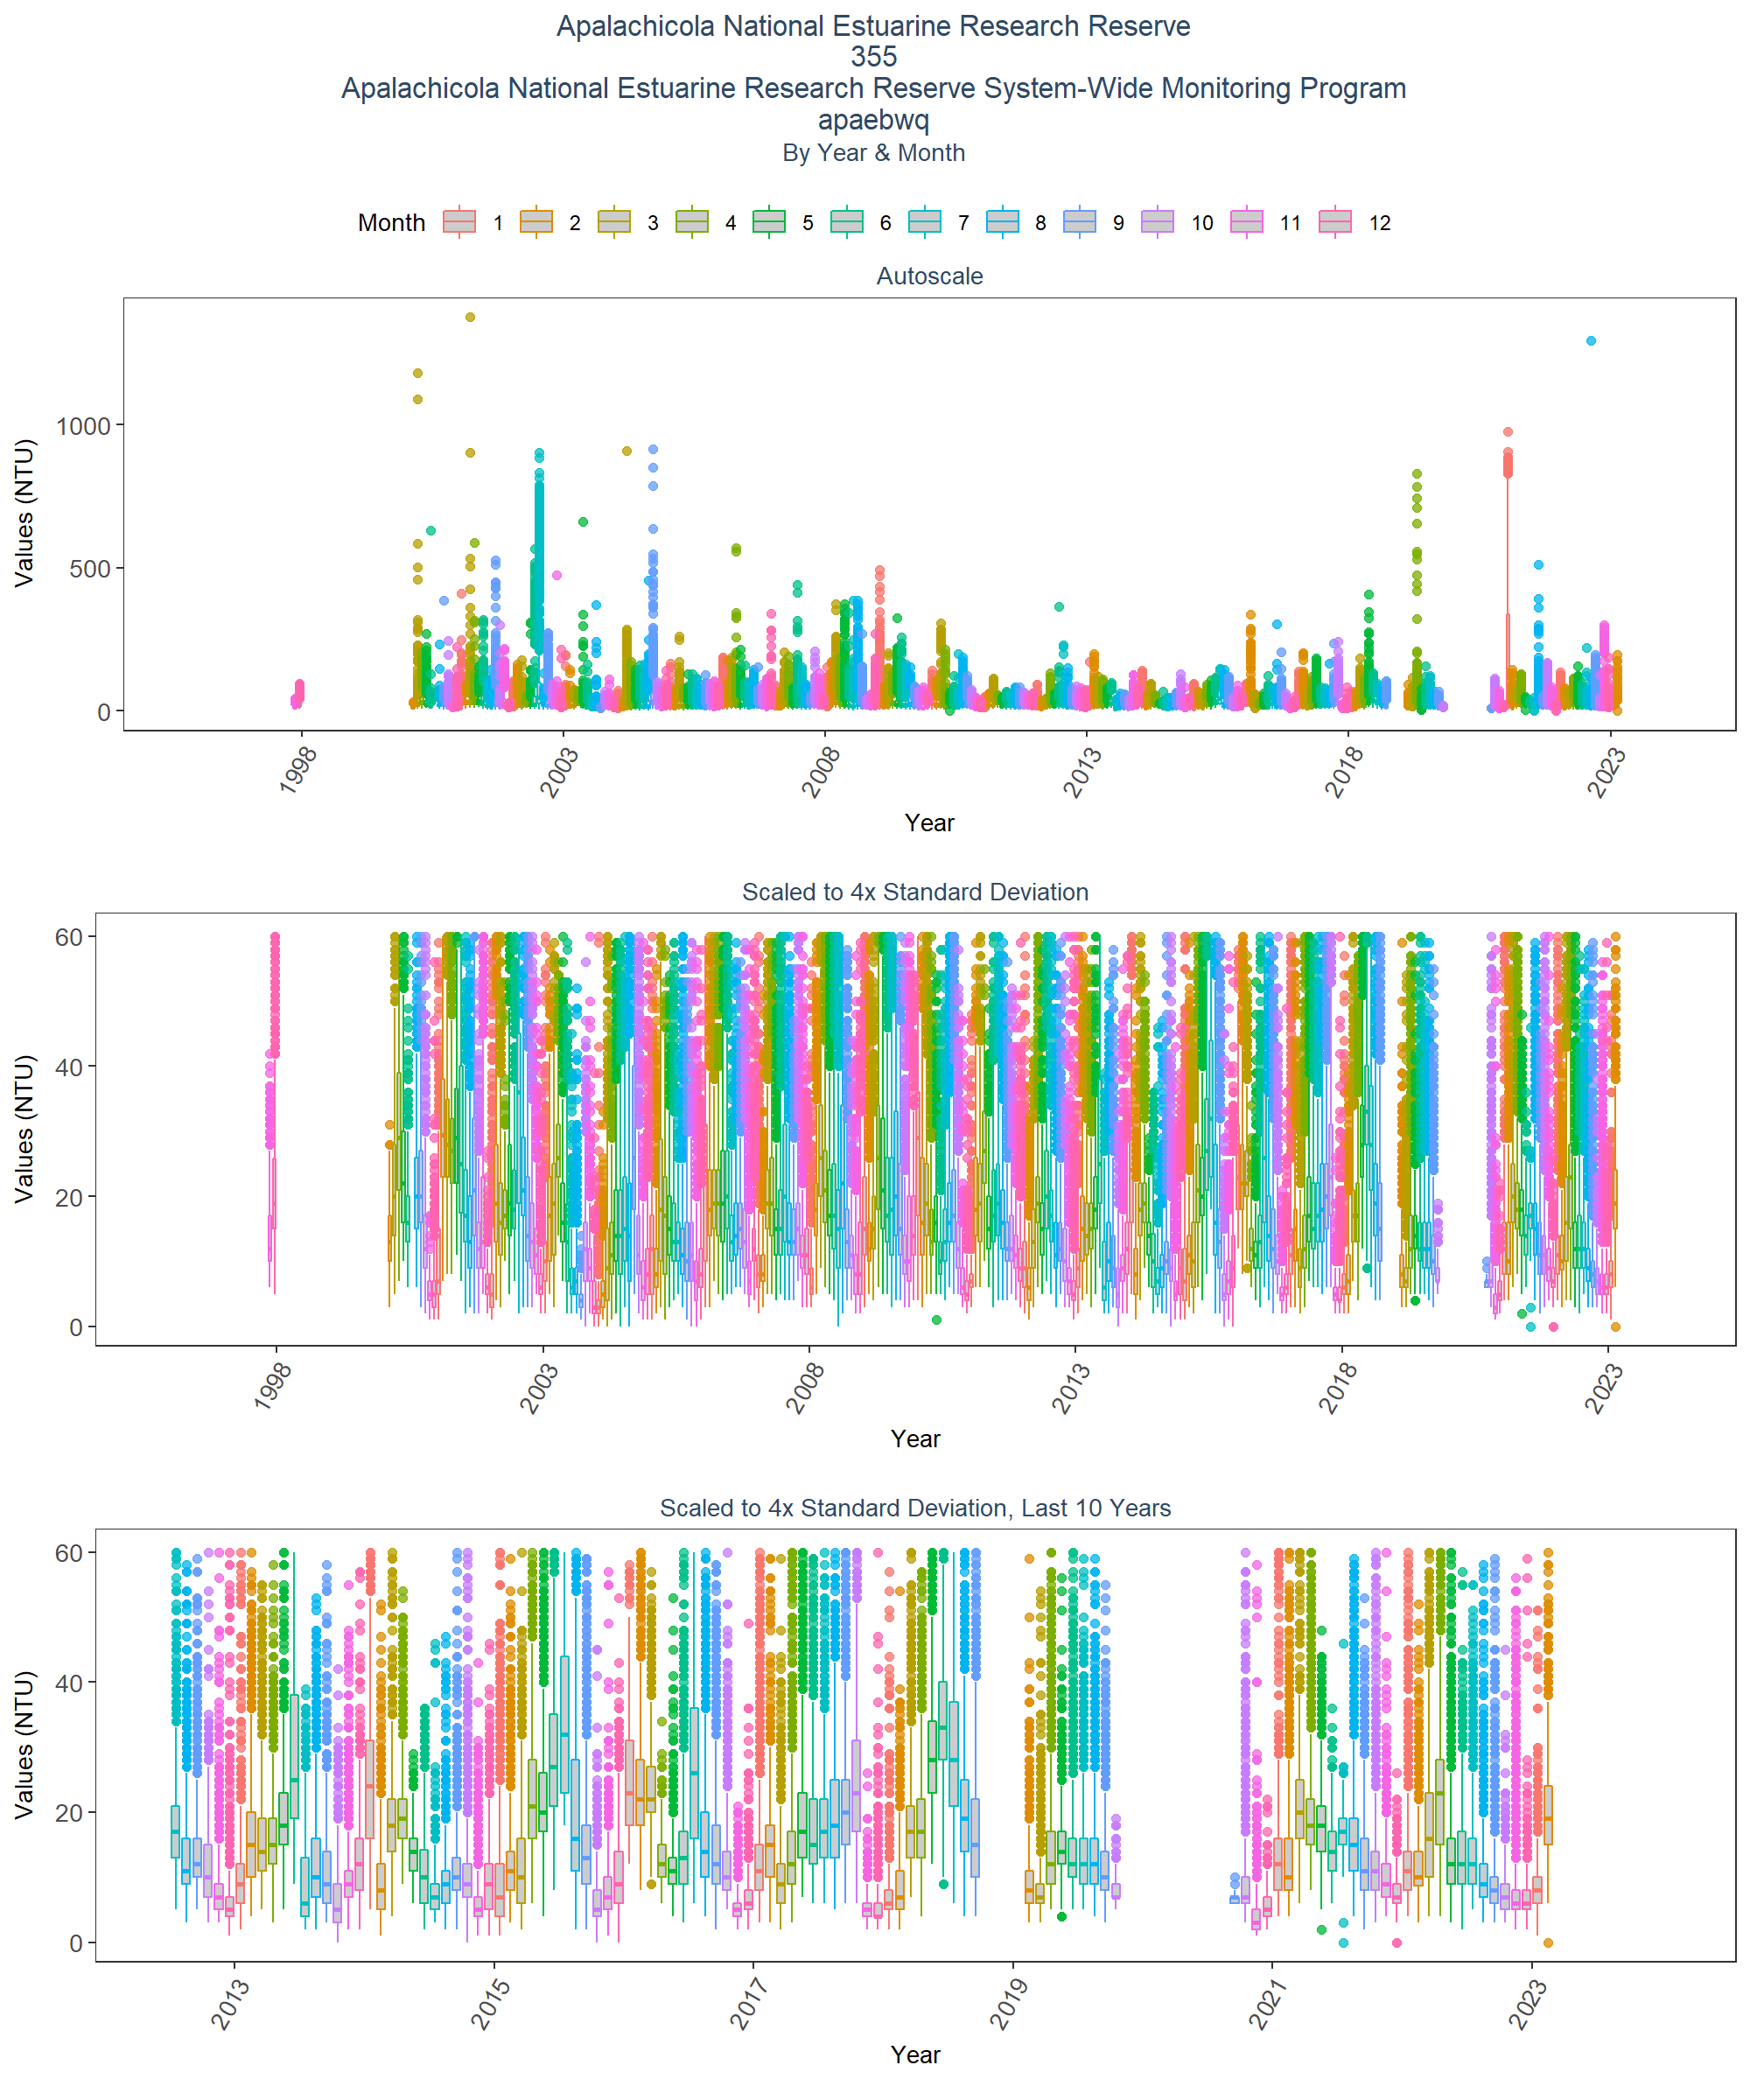 Apalachicola National Estuarine Research Reserve
355
Apalachicola National Estuarine Research Reserve System-Wide Monitoring Program
apaebwq
By Year & Month
Month 1 2 3 4 5 6 7 8 9 10 11 12
Autoscale
Values (NTU)
1000
500
0
1998 2003 2008 2013 2018 2023
Year
Scaled to 4x Standard Deviation
Values (NTU)
60
40
20
0
1998 2003 2008 2013 2018 2023
Year
Scaled to 4x Standard Deviation, Last 10 Years
Values (NTU)
60
40
20
0
2013 2015 2017 2019 2021 2023
Year